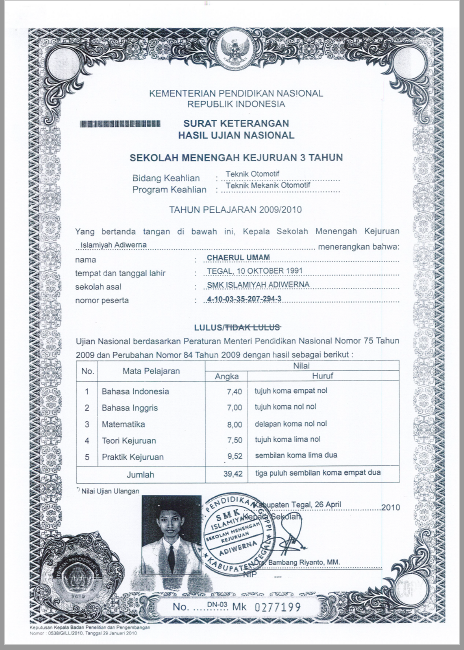 KEMENTERIAN PENDIDIKAN NASIONAL
REPUBLIK INDONESIA
SURAT KETERANGAN
HASIL UJIAN NASIONAL
SEKOLAH MENENGAH KEJURUAN 3 TAHUN
Bidang Keahlian : Teknik Otomotif
Program Keahlian : Teknik Mekanik Otomotif
TAHUN PELAJARAN 2009/2010
Yang bertanda tangan di bawah ini, Kepala Sekolah Menengah Kejuruan
Islamiyah Adiwerna menerangkan bahwa:
nama : CHAERUL UMAM
tempat dan tanggal lahir : TEGAL, 10 OKTOBER 1991
sekolah asal : SMK ISLAMIYAH ADIWERNA
nomor peserta : 4-10-03-35-207-294-3
LULUS/TIDAK LULUS
Ujian Nasional berdasarkan Peraturan Menteri Pendidikan Nasional Nomor 75 Tahun
2009 dan Perubahan Nomor 84 Tahun 2009 dengan hasil sebagai berikut :
No. Mata Pelajaran Nilai
Angka Huruf
1 Bahasa Indonesia 7,40 tujuh koma empat nol
2 Bahasa Inggris 7,00 tujuh koma nol nol
3 Matematika 8,00 delapan koma nol nol
4 Teori Kejuruan 7,50 tujuh koma lima nol
5 Praktik Kejuruan 9,52 sembilan koma lima dua
Jumlah 39,42 tiga puluh sembilan koma empat dua
*) Nilai Ujian Ulangan
Kabupaten Tegal, 26 April 2010
Kepala Sekolah,
SMK
ISLAMIYAH
SEKOLAH MENENGAH
KEJURUAN
ADIWERNA
KABUPATEN TEGAL
Drs. Bambang Riyanto, MM.
NIP
No. DN-03 Mk 0277199
Keputusan Kepala Badan Penelitian dan Pengembangan
Nomor : 0538/G/LL/2010, Tanggal 29 Januari 2010